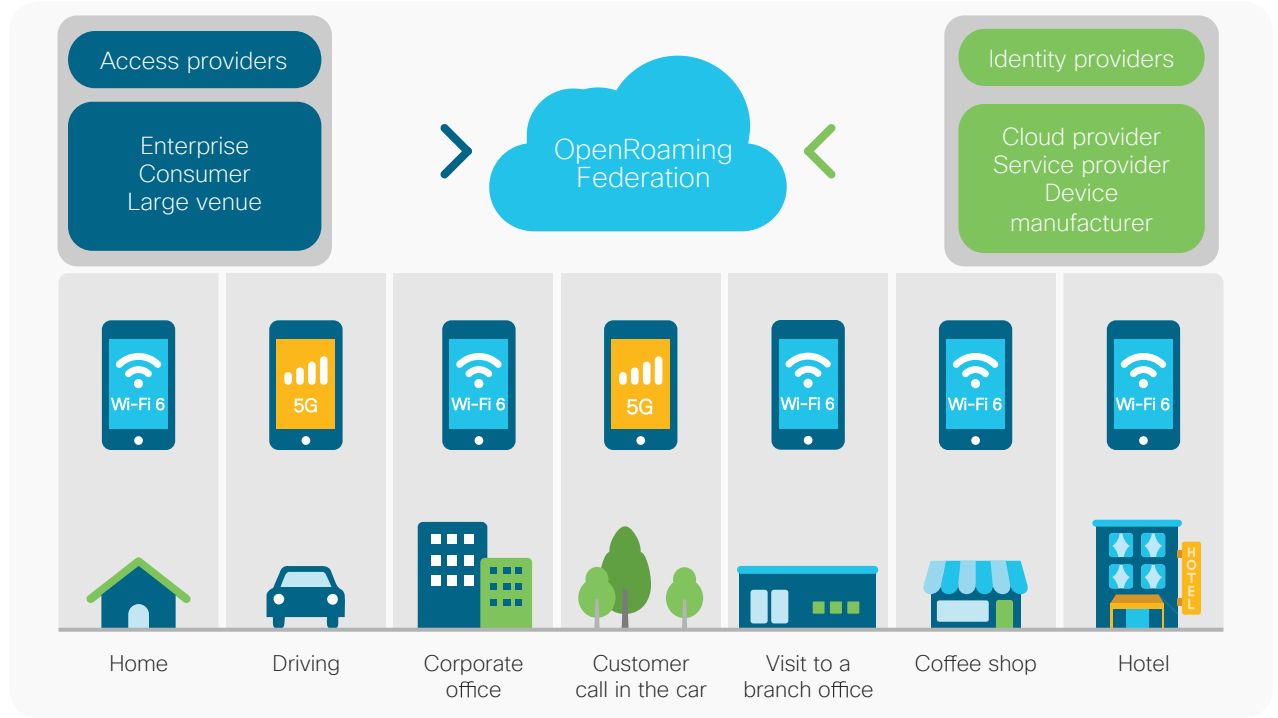 Access providers
Enterprise
Consumer
Large venue
OpenRoaming
Federation
Identity providers
Cloud provider
Service provider
Device
manufacturer
Wi-Fi 6
5G
Wi-Fi 6
5G
Wi-Fi 6
Wi-Fi 6
Wi-Fi 6
HOTEL
Home
Driving
Corporate
office
Customer
call in the car
Visit to a
branch office
Coffee shop
Hotel